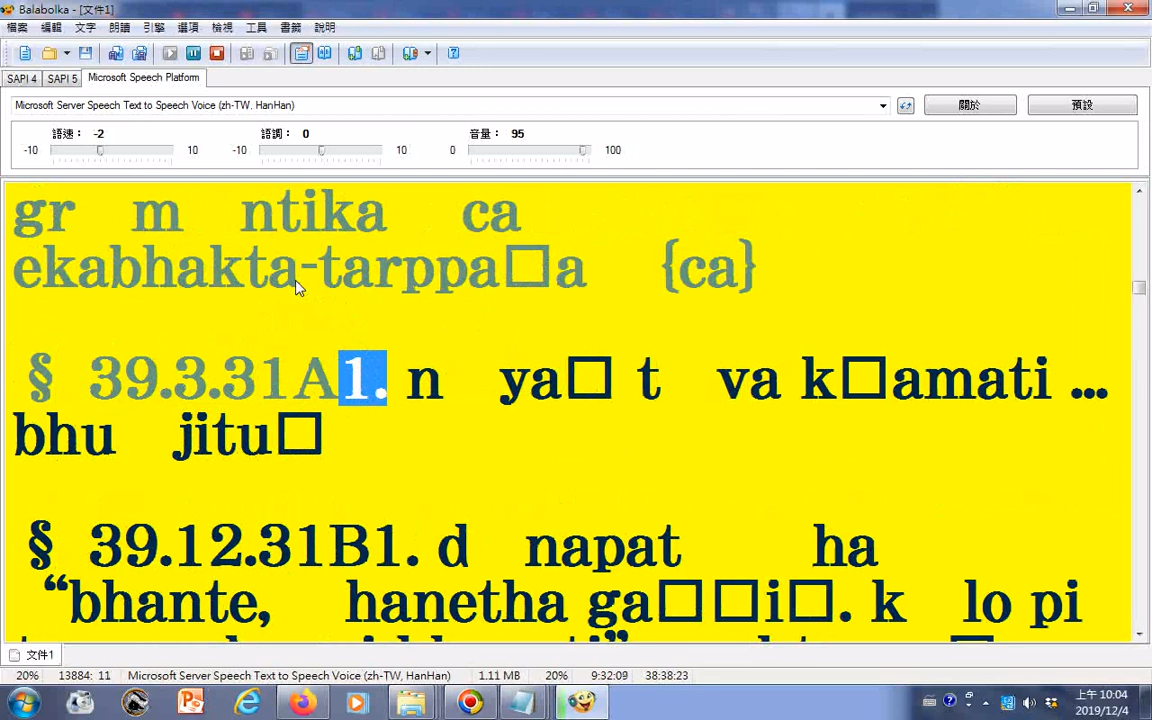 Balabolka - [文件1]
檔案 編輯 文字 朗讀 引擎 選項 檢視 工具 書籤 說明
SAPI 4 SAPI 5 Microsoft Speech Platform
Microsoft Server Speech Text to Speech Voice (zh-TW, HanHan) 關於 預設
語速： -2 語調： 0 音量： 95
-10 10 -10 10 0 100
gr m ntika ca
ekabhakta-tarppa□a {ca}
§ 39.3.31A1. n ya□ t va k□amati ...
bhu jitu□
§ 39.12.31B1. d napat ha
“bhante, hanetha ga□□i□. k lo pi
文件1
20% 13884: 11 Microsoft Server Speech Text to Speech Voice (zh-TW, HanHan) 1.11 MB 20% 9:32:09 38:38:23
上午 10:04
2019/12/4